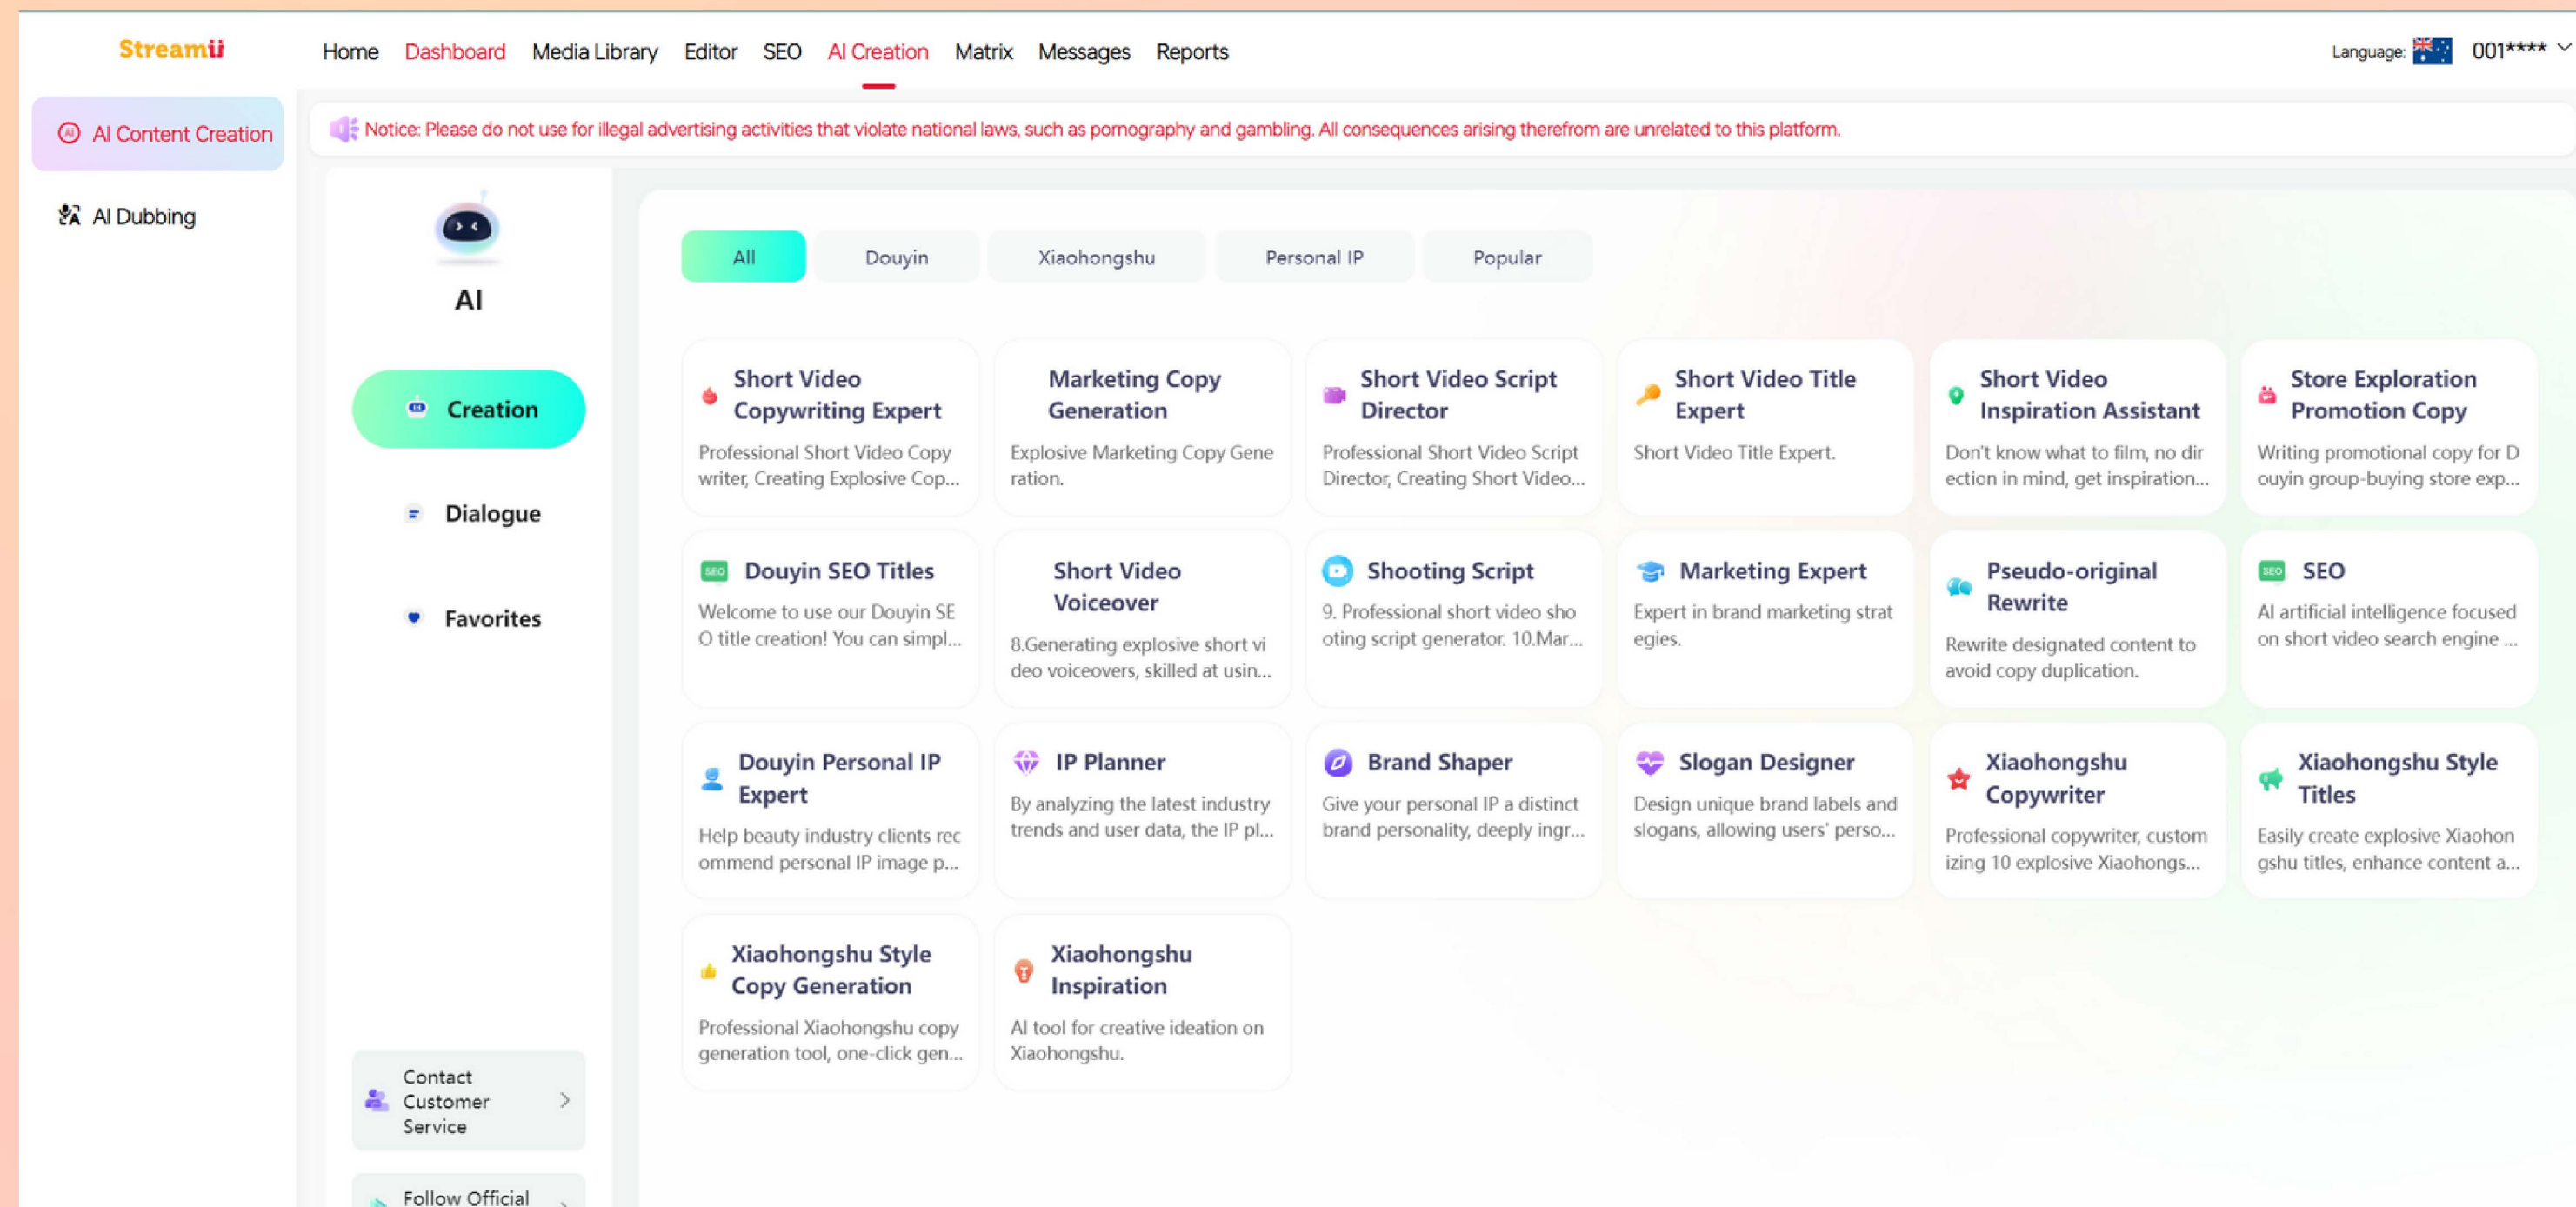 Streamii
Home Dashboard Media Library Editor SEO AI Creation Matrix Messages Reports
Language: 001****
AI Content Creation
AI Dubbing
Notice: Please do not use for illegal advertising activities that violate national laws, such as pornography and gambling. All consequences arising therefrom are unrelated to this platform.
AI
Creation
Dialogue
Favorites
Contact
Customer
Service
Follow Official
All Douyin Xiaohongshu Personal IP Popular
Short Video
Copywriting Expert
Professional Short Video Copy
writer, Creating Explosive Cop...
Marketing Copy
Generation
Explosive Marketing Copy Gene
ration.
Short Video Script
Director
Professional Short Video Script
Director, Creating Short Video...
Short Video Title
Expert
Short Video Title Expert.
Short Video
Inspiration Assistant
Don't know what to film, no dir
ection in mind, get inspiration...
Store Exploration
Promotion Copy
Writing promotional copy for D
ouyin group-buying store exp...
SEO Douyin SEO Titles
Welcome to use our Douyin SE
O title creation! You can simpl...
Short Video
Voiceover
8.Generating explosive short vi
deo voiceovers, skilled at usin...
Shooting Script
9. Professional short video sho
oting script generator. 10.Mar...
Marketing Expert
Expert in brand marketing strat
egies.
Pseudo-original
Rewrite
Rewrite designated content to
avoid copy duplication.
SEO SEO
AI artificial intelligence focused
on short video search engine ...
Douyin Personal IP
Expert
Help beauty industry clients rec
ommend personal IP image p...
IP Planner
By analyzing the latest industry
trends and user data, the IP pl...
Brand Shaper
Give your personal IP a distinct
brand personality, deeply ingr...
Slogan Designer
Design unique brand labels and
slogans, allowing users' perso...
Xiaohongshu
Copywriter
Professional copywriter, custom
izing 10 explosive Xiaohongs...
Xiaohongshu Style
Titles
Easily create explosive Xiaohon
gshu titles, enhance content a...
Xiaohongshu Style
Copy Generation
Professional Xiaohongshu copy
generation tool, one-click gen...
Xiaohongshu
Inspiration
AI tool for creative ideation on
Xiaohongshu.